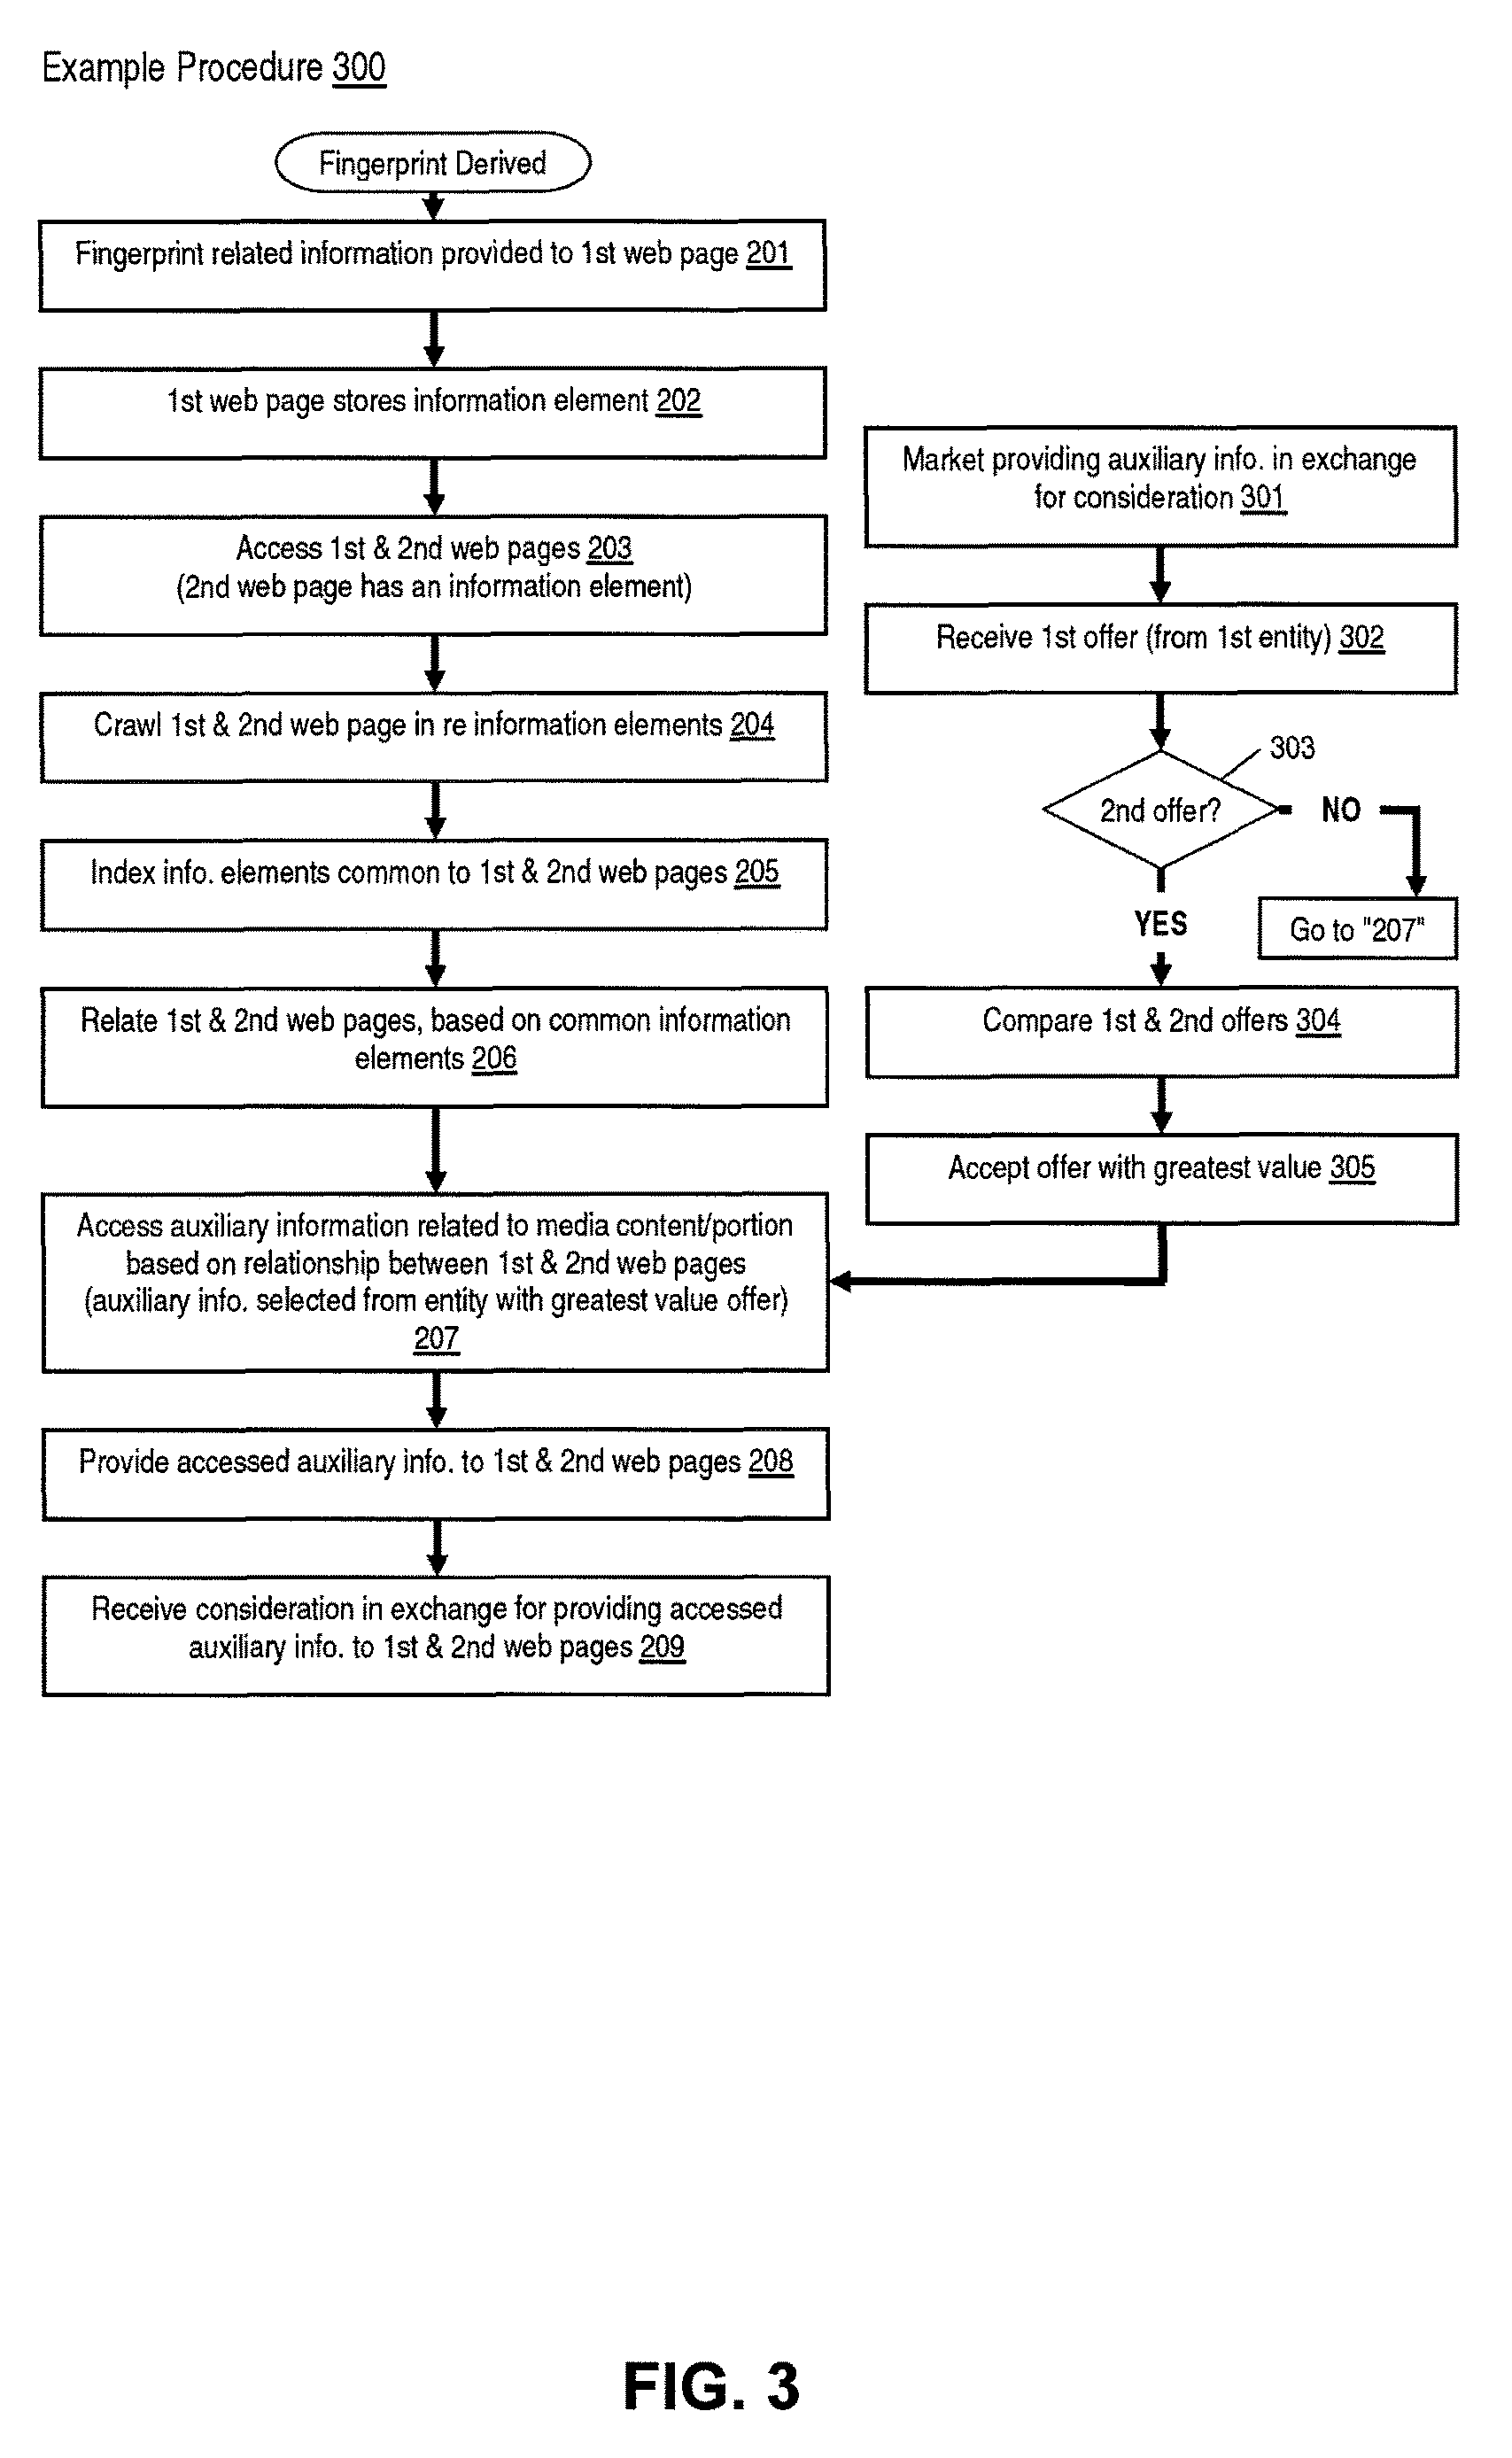 Example Procedure 300
Fingerprint Derived
Fingerprint related information provided to 1st web page 201
1st web page stores information element 202
Access 1st & 2nd web pages 203
(2nd web page has an information element)
Crawl 1st & 2nd web page in re information elements 204
Index info. elements common to 1st & 2nd web pages 205
Relate 1st & 2nd web pages, based on common information
elements 206
Access auxiliary information related to media content/portion
based on relationship between 1st & 2nd web pages
(auxiliary info. selected from entity with greatest value offer)
207
Provide accessed auxiliary info. to 1st & 2nd web pages 208
Receive consideration in exchange for providing accessed
auxiliary info. to 1st & 2nd web pages 209
Market providing auxiliary info. in exchange
for consideration 301
Receive 1st offer (from 1st entity) 302
303
2nd offer?
NO
YES
Go to "207"
Compare 1st & 2nd offers 304
Accept offer with greatest value 305
FIG. 3